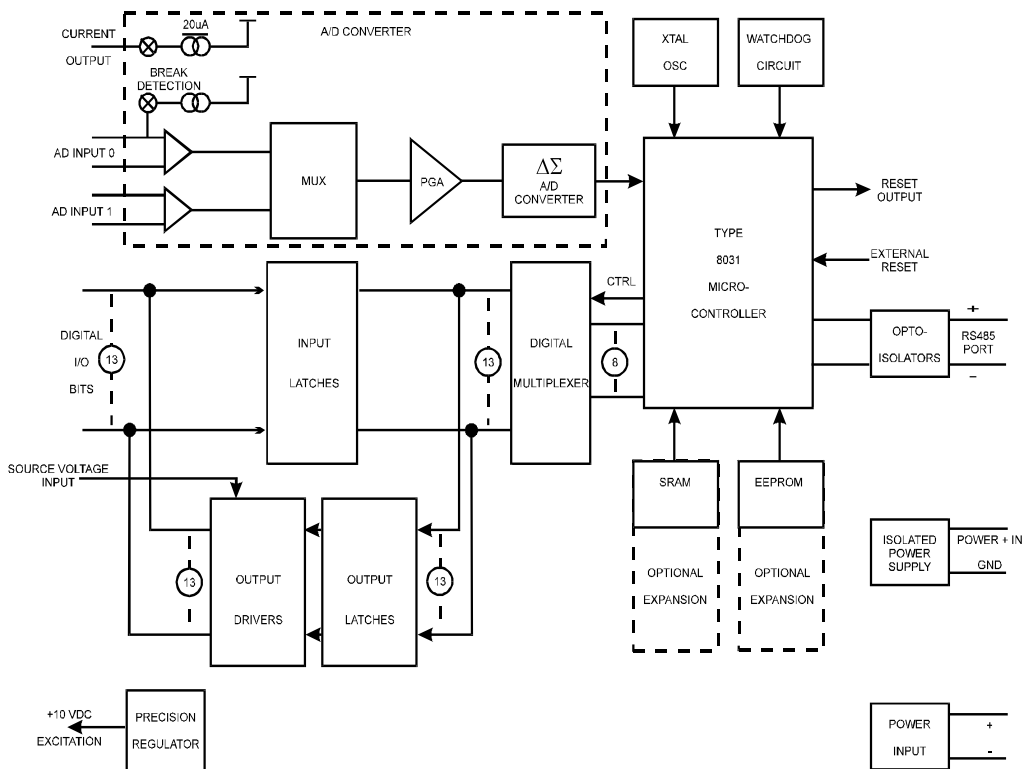 CURRENT
OUTPUT
20uA
A/D CONVERTER
BREAK
DETECTION
AD INPUT 0
AD INPUT 1
MUX
PGA
ΔΣ
A/D
CONVERTER
XTAL
OSC
WATCHDOG
CIRCUIT
TYPE
8031
MICRO-
CONTROLLER
RESET
OUTPUT
EXTERNAL
RESET
OPTO-
ISOLATORS
+
RS485
PORT
–
DIGITAL
I/O
BITS
13
INPUT
LATCHES
13
DIGITAL
MULTIPLEXER
CTRL
8
SOURCE VOLTAGE
INPUT
13
OUTPUT
DRIVERS
OUTPUT
LATCHES
13
SRAM
OPTIONAL
EXPANSION
EEPROM
OPTIONAL
EXPANSION
ISOLATED
POWER
SUPPLY
POWER + IN
GND
+10 VDC
EXCITATION
PRECISION
REGULATOR
POWER
INPUT
+
-